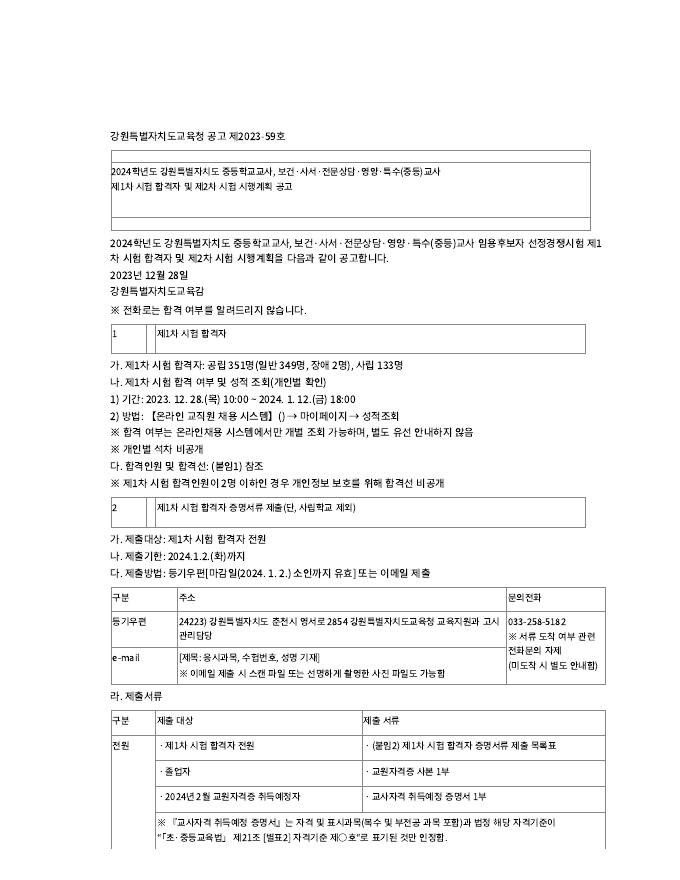 강원특별자치도교육청 공고 제2023-59호
2024학년도 강원특별자치도 중등학교교사, 보건·사서·전문상담·영양·특수(중등)교사
제1차 시험 합격자 및 제2차 시험 시행계획 공고
2024학년도 강원특별자치도 중등학교교사, 보건·사서·전문상담·영양·특수(중등)교사 임용후보자 선정경쟁시험 제1
차 시험 합격자 및 제2차 시험 시행계획을 다음과 같이 공고합니다.
2023년 12월 28일
강원특별자치도교육감
※ 전화로는 합격 여부를 알려드리지 않습니다.
1 제1차 시험 합격자
가. 제1차 시험 합격자: 공립 351명(일반 349명, 장애 2명), 사립 133명
나. 제1차 시험 합격 여부 및 성적 조회(개인별 확인)
1) 기간: 2023. 12. 28.(목) 10:00 ~ 2024. 1. 12.(금) 18:00
2) 방법: 【온라인 교직원 채용 시스템】() → 마이페이지 → 성적조회
※ 합격 여부는 온라인채용 시스템에서만 개별 조회 가능하며, 별도 유선 안내하지 않음
※ 개인별 석차 비공개
다. 합격인원 및 합격선: (붙임1) 참조
※ 제1차 시험 합격인원이 2명 이하인 경우 개인정보 보호를 위해 합격선 비공개
2 제1차 시험 합격자 증명서류 제출(단, 사립학교 제외)
가. 제출대상: 제1차 시험 합격자 전원
나. 제출기한: 2024.1.2.(화)까지
다. 제출방법: 등기우편[마감일(2024. 1. 2.) 소인까지 유효] 또는 이메일 제출
구분 주소 문의전화
등기우편 24223) 강원특별자치도 춘천시 영서로 2854 강원특별자치도교육청 교육지원과 고시
관리담당
033-258-5182
※ 서류 도착 여부 관련
전화문의 자제
(미도착 시 별도 안내함)
e-mail [제목: 응시과목, 수험번호, 성명 기재]
※ 이메일 제출 시 스캔 파일 또는 선명하게 촬영한 사진 파일도 가능함
라. 제출서류
구분 제출 대상 제출 서류
전원 · 제1차 시험 합격자 전원 · (붙임2) 제1차 시험 합격자 증명서류 제출 목록표
· 졸업자 · 교원자격증 사본 1부
· 2024년 2월 교원자격증 취득예정자 · 교사자격 취득예정 증명서 1부
※ 『교사자격 취득예정 증명서』는 자격 및 표시과목(복수 및 부전공 과목 포함)과 법정 해당 자격기준이
“「초·중등교육법」 제21조 [별표2] 자격기준 제○호”로 표기된 것만 인정함.